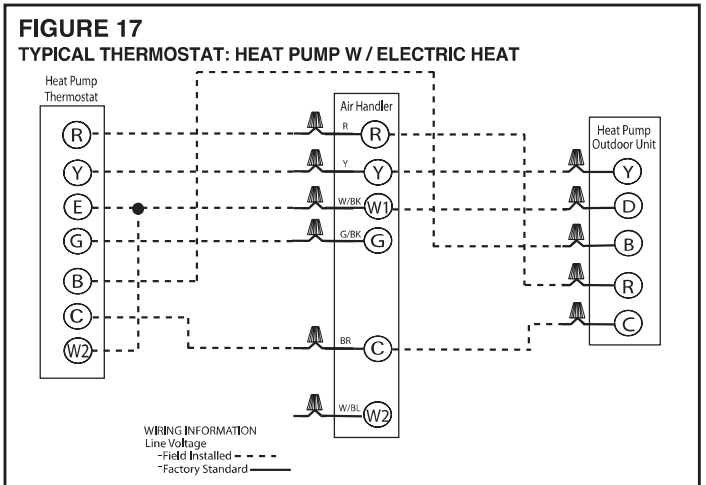 FIGURE 17
TYPICAL THERMOSTAT: HEAT PUMP W / ELECTRIC HEAT
Heat Pump
Thermostat
R
Y
E
G
B
C
W2
Air Handler
R
R
Y
Y
W/BK
W1
G/BK
G
BR
C
W/BL
W2
Heat Pump
Outdoor Unit
Y
D
B
R
C
WIRING INFORMATION
Line Voltage
-Field Installed
-Factory Standard